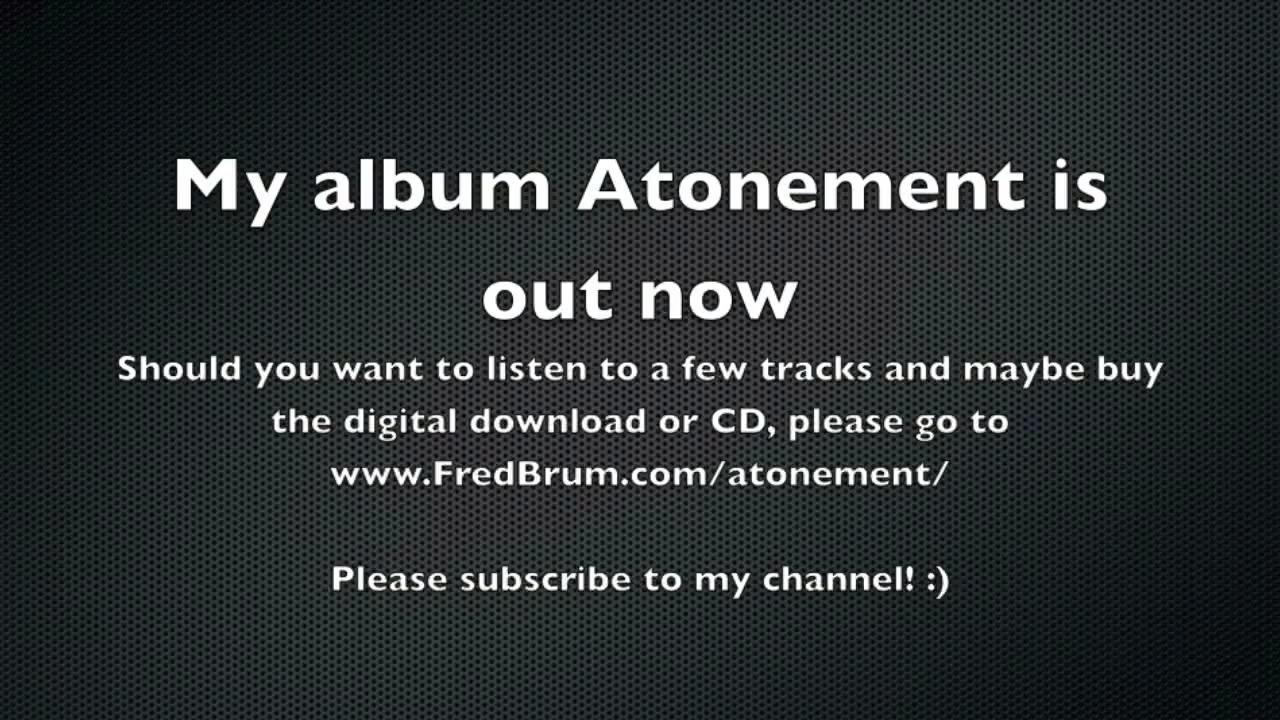 My album Atonement is
out now
Should you want to listen to a few tracks and maybe buy
the digital download or CD, please go to
www.FredBrum.com/atonement/
Please subscribe to my channel! :)